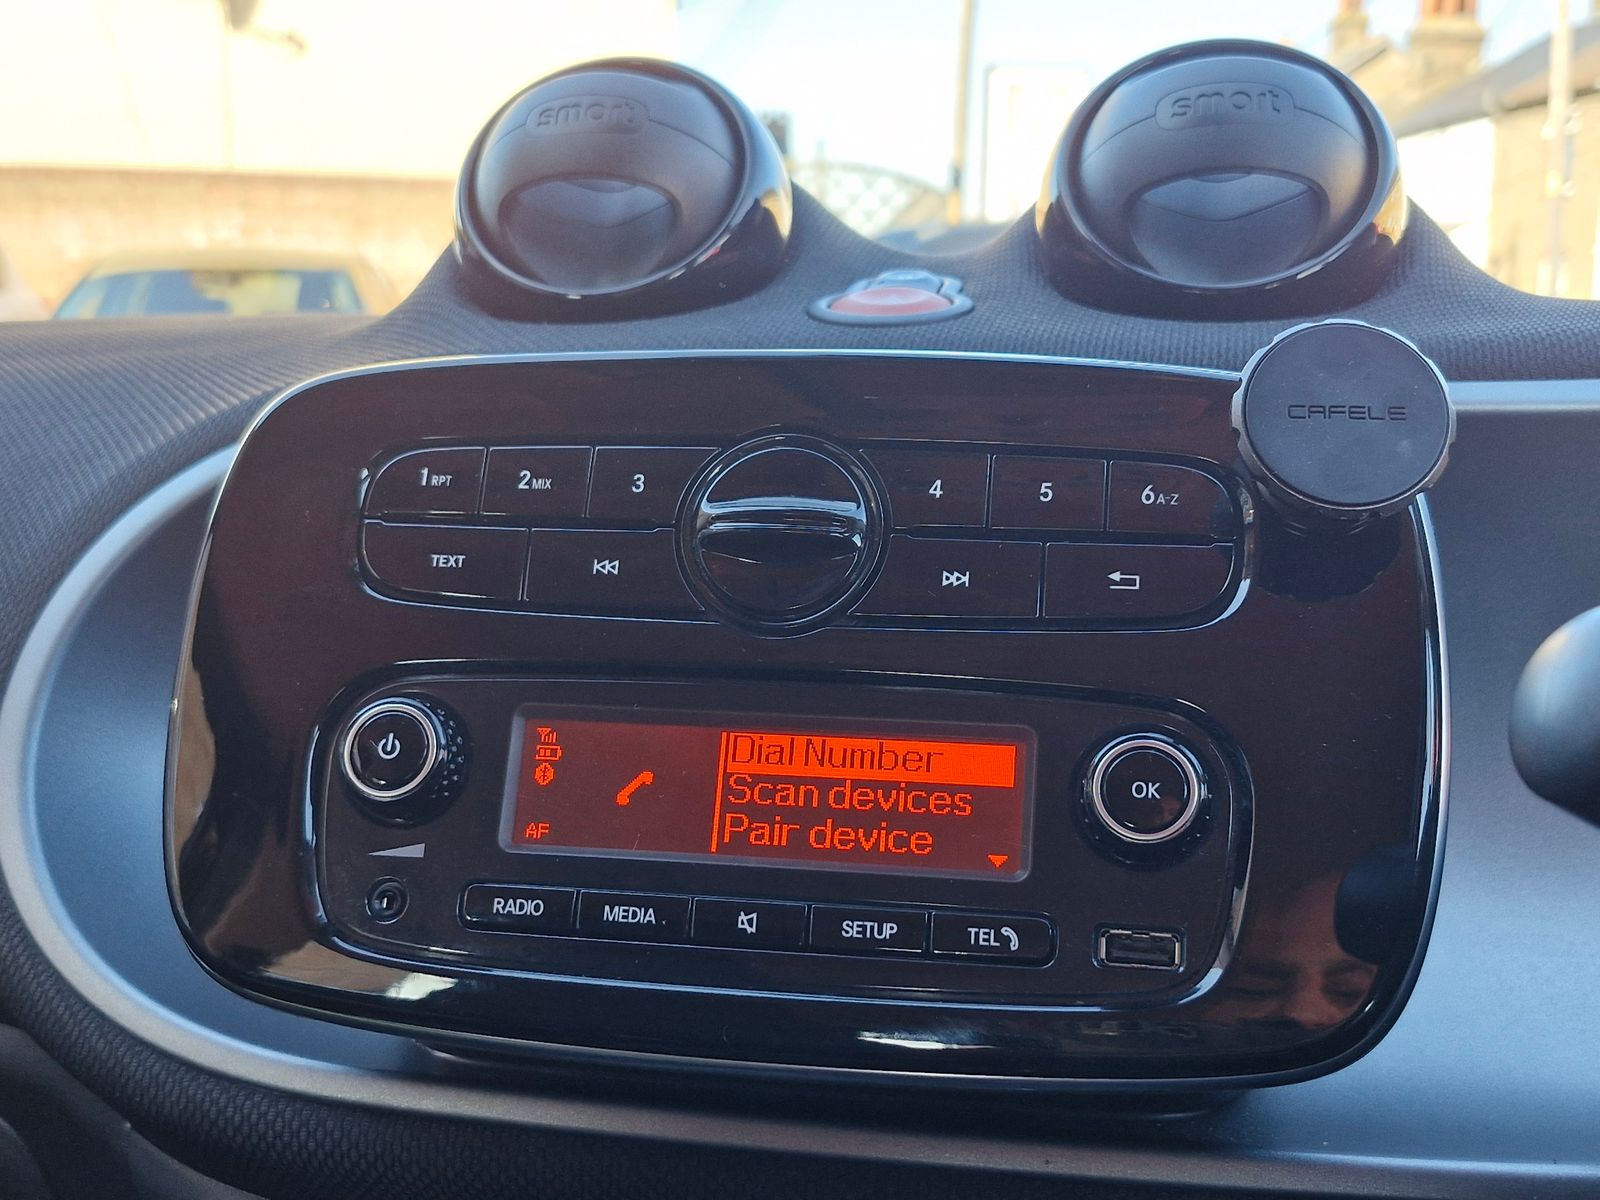 smart
smart
CAFELE
1 RPT
2 MIX
3
4
5
6 A-Z
TEXT
Dial Number
Scan devices
Pair device
AF
OK
RADIO
MEDIA
SETUP
TEL